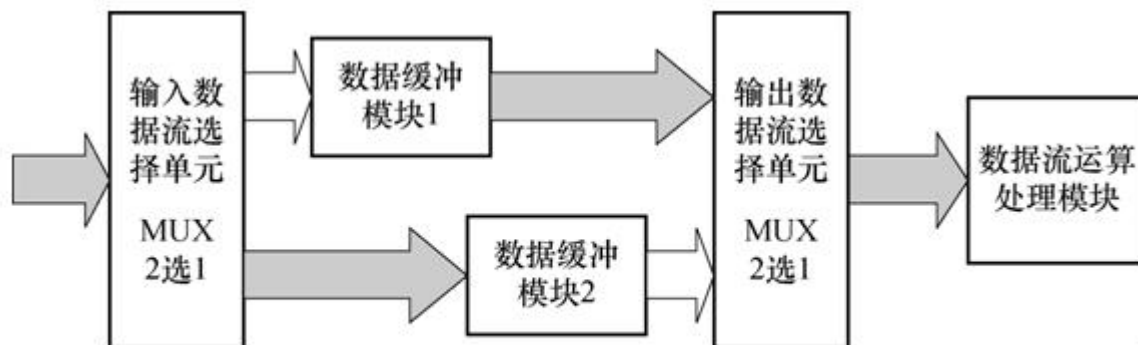 输入数
据流选
择单元
MUX
2选1
数据缓冲
模块1
数据缓冲
模块2
输出数
据流选
择单元
MUX
2选1
数据流运算
处理模块